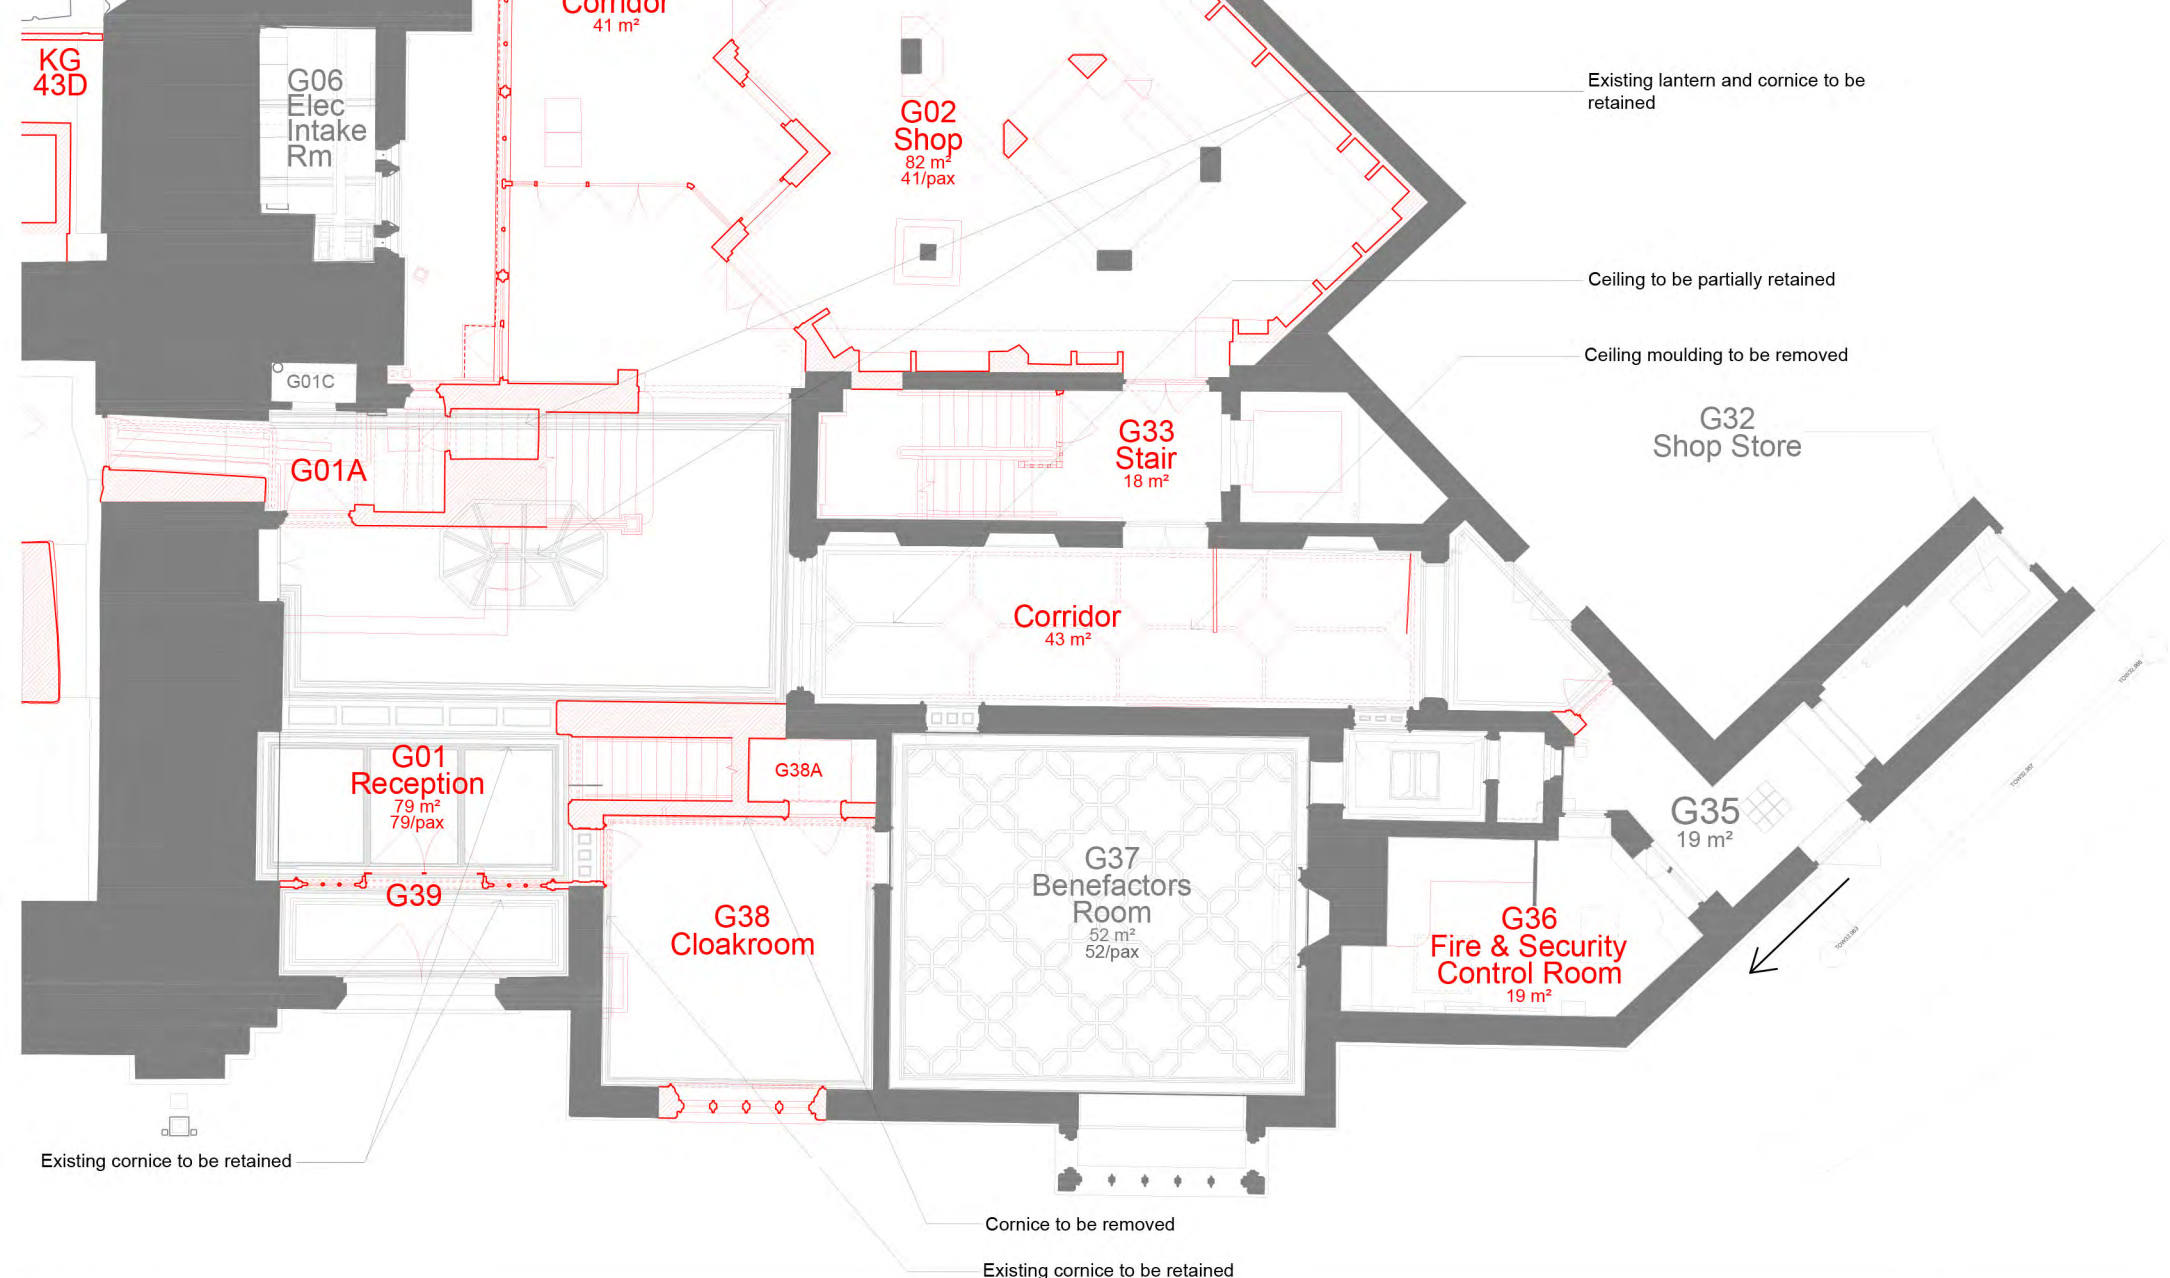 Corridor
41 m²
KG
43D
G06
Elec
Intake
Rm
G02
Shop
82 m²
41/pax
Existing lantern and cornice to be
retained
Ceiling to be partially retained
Ceiling moulding to be removed
G01C
G01A
G33
Stair
18 m²
G32
Shop Store
Corridor
43 m²
G01
Reception
79 m²
79/pax
G38A
G39
G38
Cloakroom
G37
Benefactors
Room
52 m²
52/pax
G35
19 m²
G36
Fire & Security
Control Room
19 m²
Existing cornice to be retained
Cornice to be removed
Existing cornice to be retained